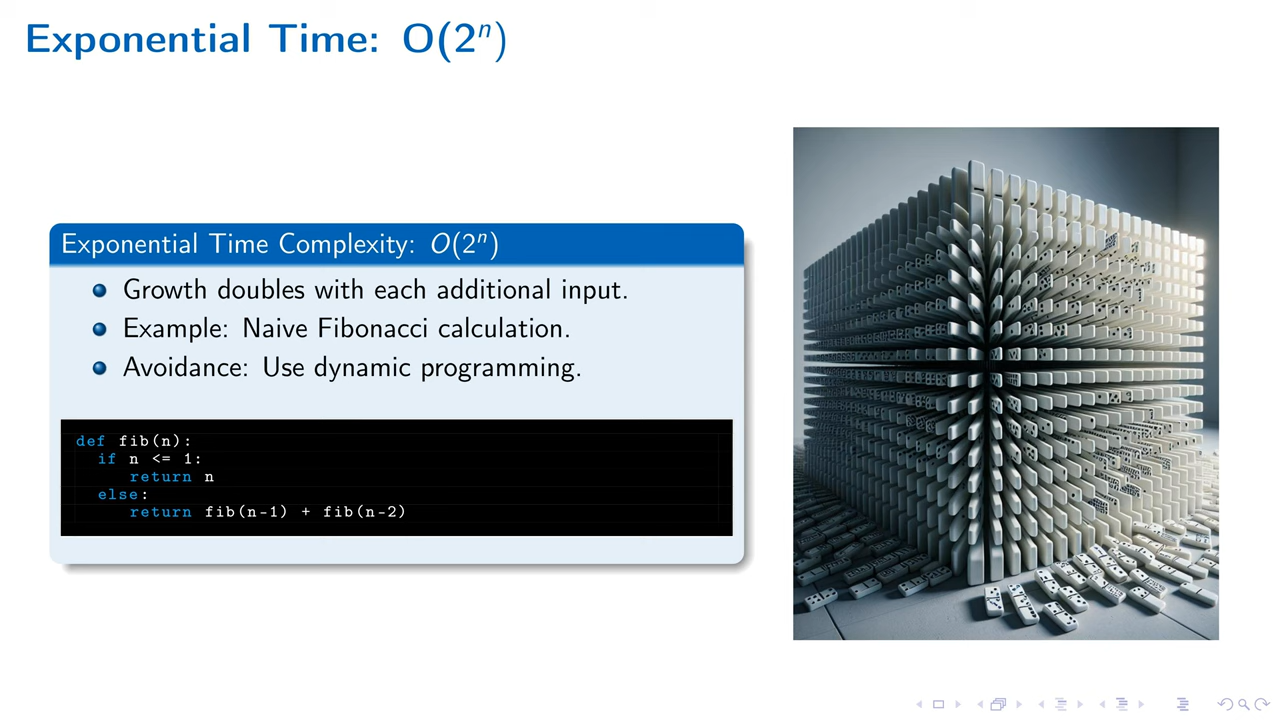 Exponential Time: O(2ⁿ)
Exponential Time Complexity: O(2ⁿ)
Growth doubles with each additional input.
Example: Naive Fibonacci calculation.
Avoidance: Use dynamic programming.
def fib(n):
  if n <= 1:
    return n
  else:
    return fib(n-1) + fib(n-2)